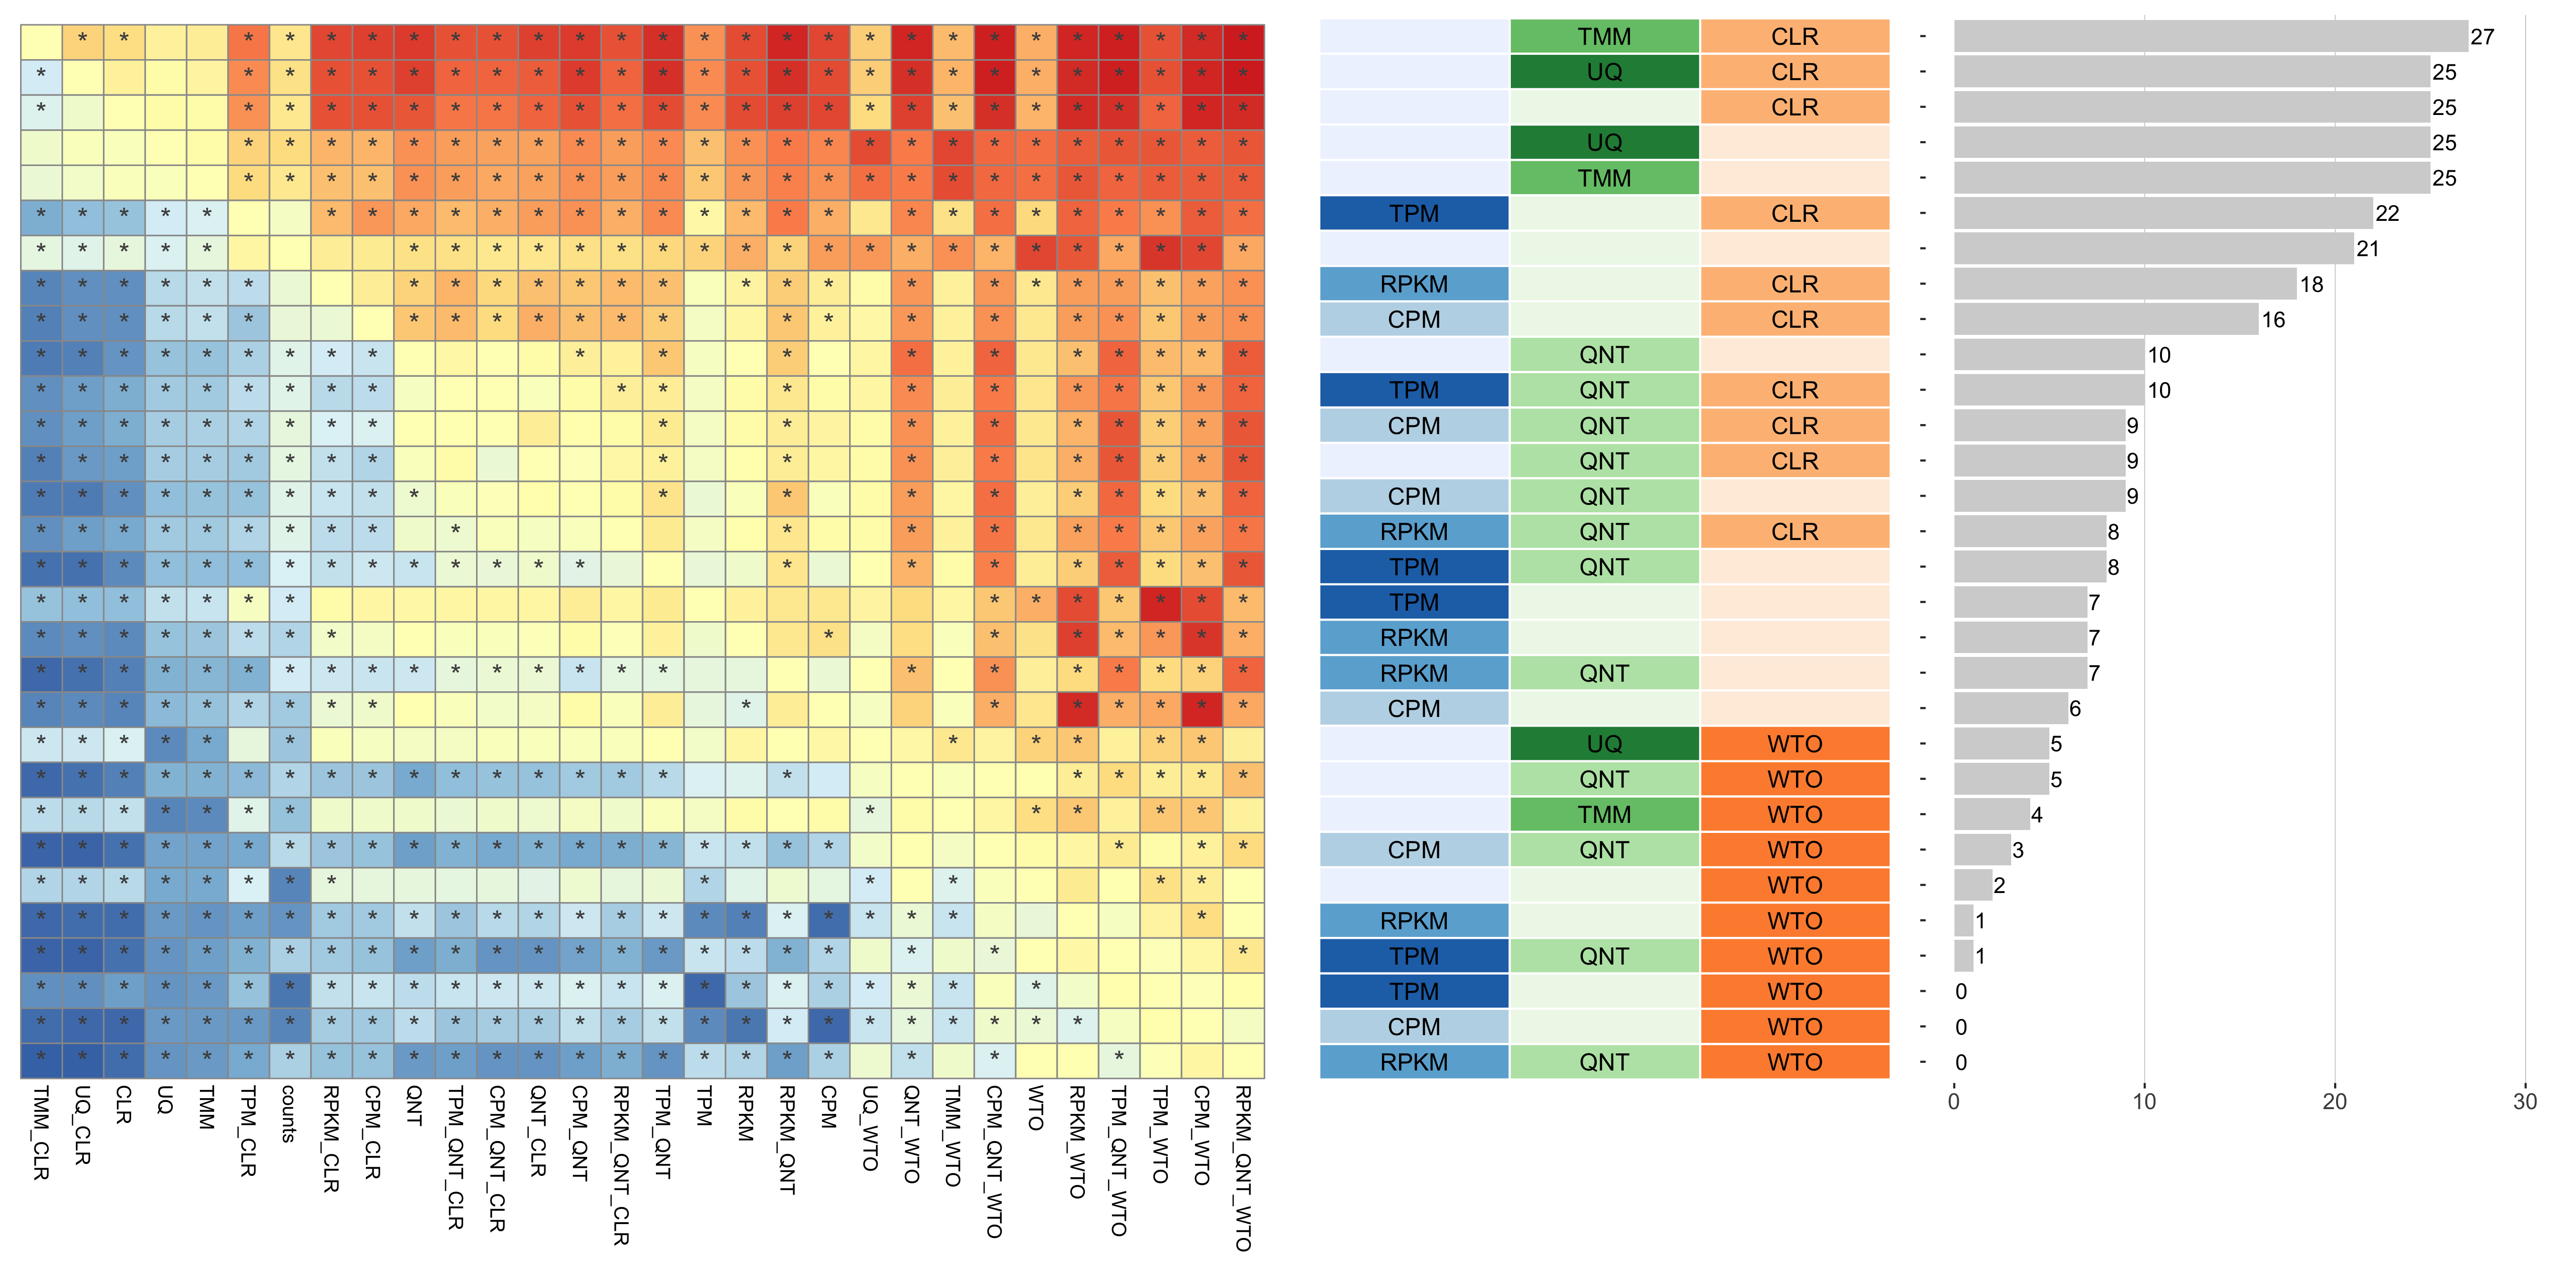 TMM CLR - 27
UQ CLR - 25
CLR - 25
UQ - 25
TMM - 25
TPM CLR - 22
- 21
RPKM CLR - 18
CPM CLR - 16
QNT - 10
TPM QNT CLR - 10
CPM QNT CLR - 9
QNT CLR - 9
CPM QNT - 9
RPKM QNT CLR - 8
TPM QNT - 8
TPM - 7
RPKM - 7
RPKM QNT - 7
CPM - 6
UQ WTO - 5
QNT WTO - 5
TMM WTO - 4
CPM QNT WTO - 3
WTO - 2
RPKM WTO - 1
TPM QNT WTO - 1
TPM WTO - 0
CPM WTO - 0
RPKM QNT WTO - 0
TMM_CLR
UQ_CLR
CLR
UQ
TMM
TPM_CLR
counts
RPKM_CLR
CPM_CLR
QNT
TPM_QNT_CLR
CPM_QNT_CLR
QNT_CLR
CPM_QNT
RPKM_QNT_CLR
TPM_QNT
TPM
RPKM
RPKM_QNT
CPM
UQ_WTO
QNT_WTO
TMM_WTO
CPM_QNT_WTO
WTO
RPKM_WTO
TPM_QNT_WTO
TPM_WTO
CPM_WTO
RPKM_QNT_WTO
0 10 20 30